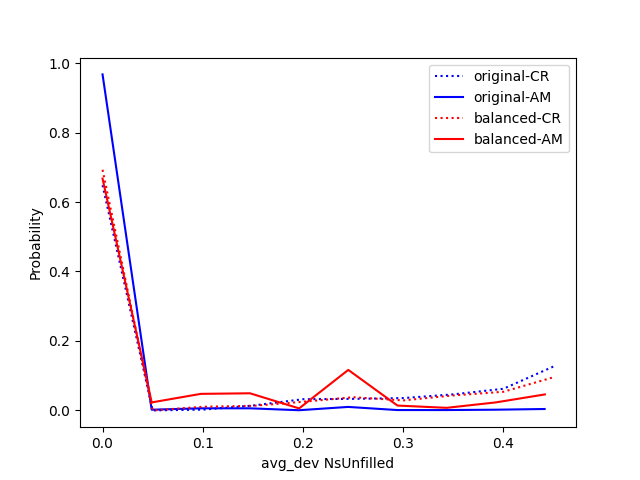 1.0
0.8
0.6
0.4
0.2
0.0
Probability
original-CR
original-AM
balanced-CR
balanced-AM
0.0 0.1 0.2 0.3 0.4
avg_dev NsUnfilled